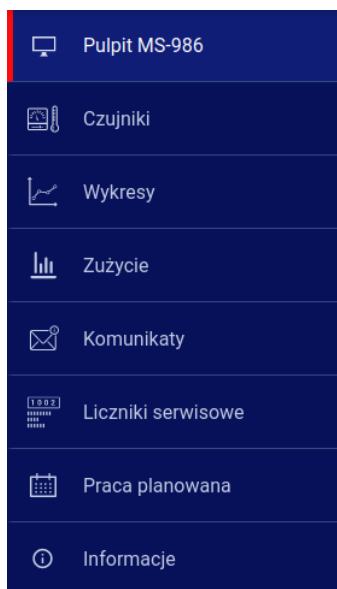 Pulpit MS-986
Czujniki
Wykresy
Zużycie
Komunikaty
1002
Liczniki serwisowe
Praca planowana
Informacje